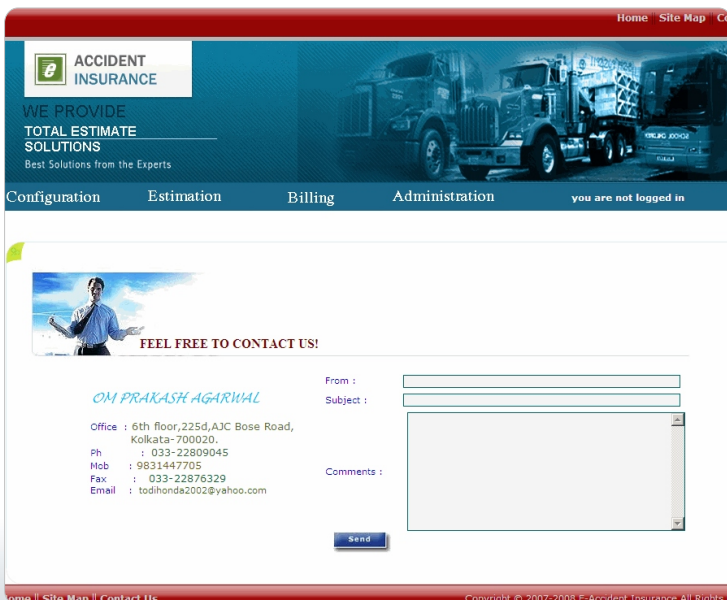 Home || Site Map || Co
e ACCIDENT
INSURANCE
WE PROVIDE
TOTAL ESTIMATE
SOLUTIONS
Best Solutions from the Experts
Configuration Estimation Billing Administration you are not logged in
FEEL FREE TO CONTACT US!
OM PRAKASH AGARWAL
Office : 6th floor,225d,AJC Bose Road,
Kolkata-700020.
Ph : 033-22809045
Mob : 9831447705
Fax : 033-22876329
Email : todihonda2002@yahoo.com
From :
Subject :
Comments :
Send
ome || Site Map || Contact Us
Copyright © 2007-2008 E-Accident Insurance All Rights